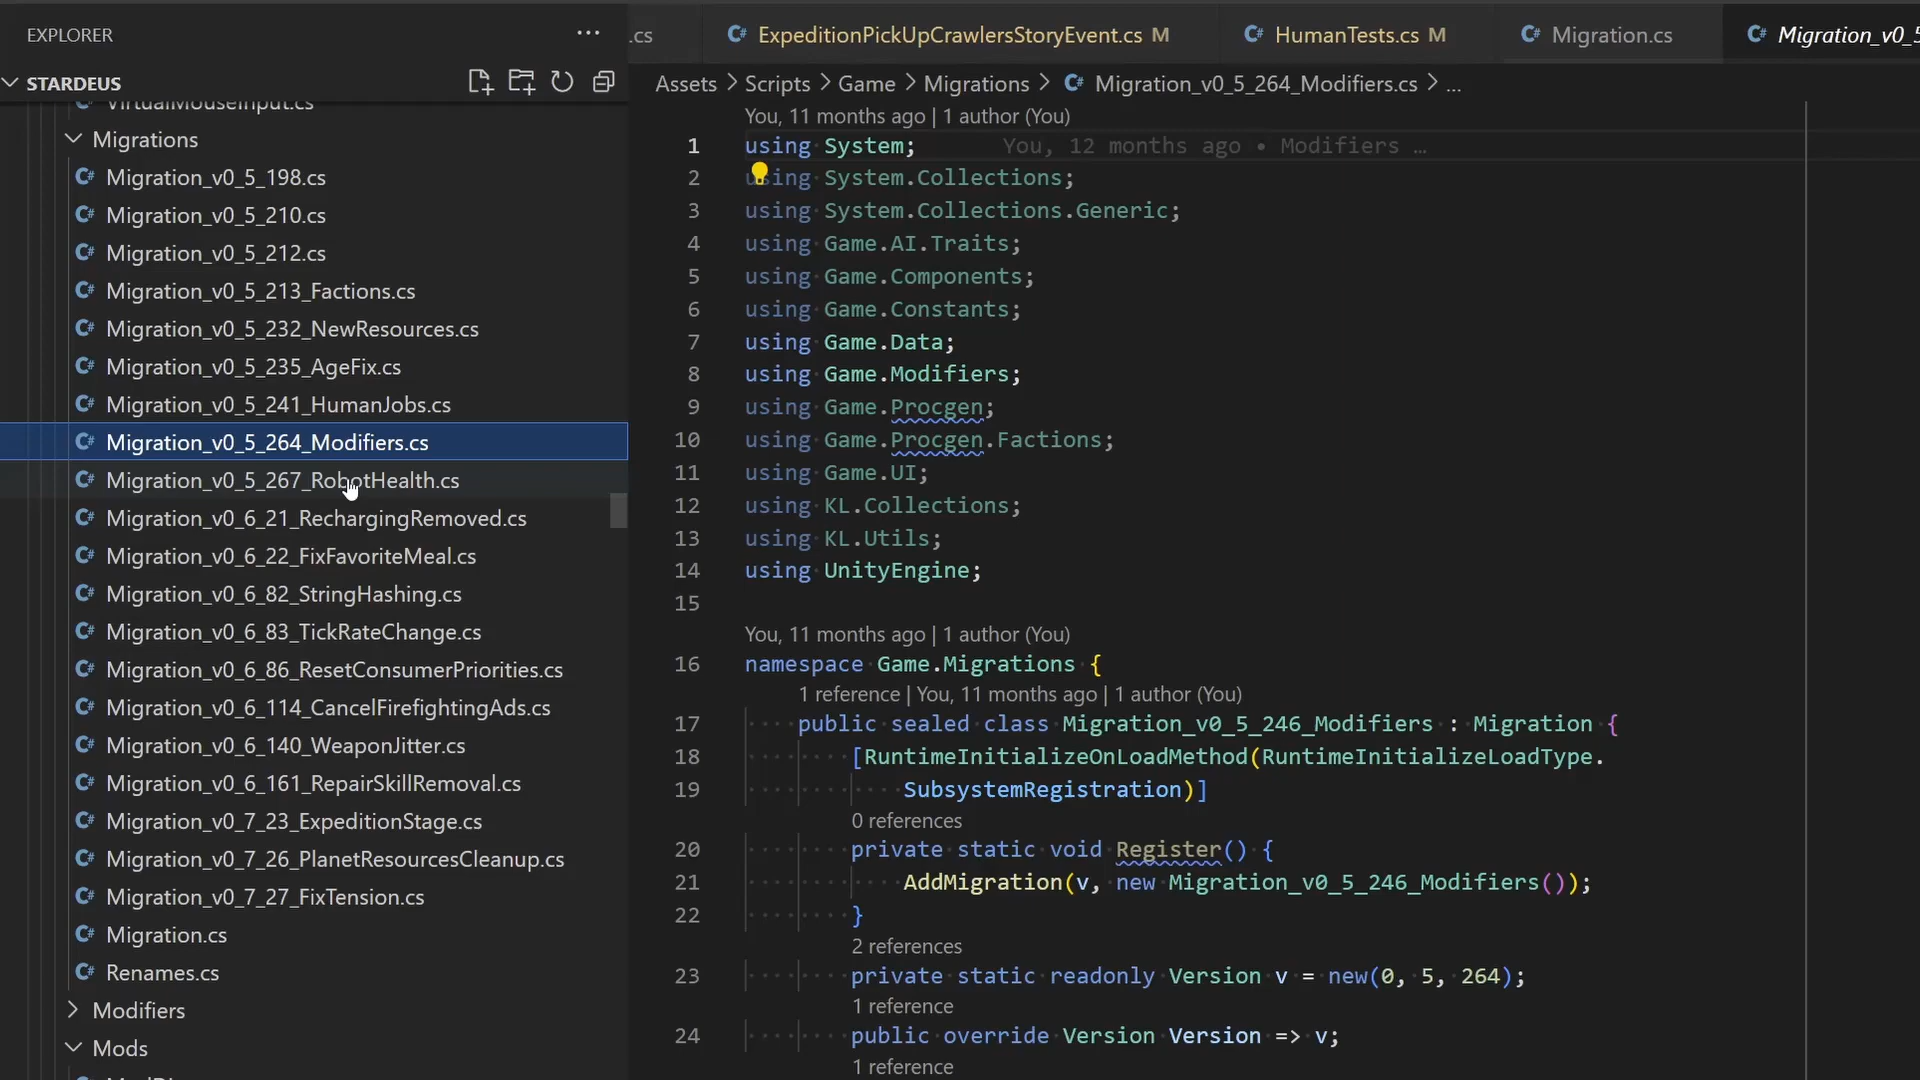 EXPLORER
STARDEUS
VirtualMouseInput.cs
Migrations
Migration_v0_5_198.cs
Migration_v0_5_210.cs
Migration_v0_5_212.cs
Migration_v0_5_213_Factions.cs
Migration_v0_5_232_NewResources.cs
Migration_v0_5_235_AgeFix.cs
Migration_v0_5_241_HumanJobs.cs
Migration_v0_5_264_Modifiers.cs
Migration_v0_5_267_RobotHealth.cs
Migration_v0_6_21_RechargingRemoved.cs
Migration_v0_6_22_FixFavoriteMeal.cs
Migration_v0_6_82_StringHashing.cs
Migration_v0_6_83_TickRateChange.cs
Migration_v0_6_86_ResetConsumerPriorities.cs
Migration_v0_6_114_CancelFirefightingAds.cs
Migration_v0_6_140_WeaponJitter.cs
Migration_v0_6_161_RepairSkillRemoval.cs
Migration_v0_7_23_ExpeditionStage.cs
Migration_v0_7_26_PlanetResourcesCleanup.cs
Migration_v0_7_27_FixTension.cs
Migration.cs
Renames.cs
Modifiers
Mods
.cs ExpeditionPickUpCrawlersStoryEvent.cs M HumanTests.cs M Migration.cs Migration_v0_5
Assets > Scripts > Game > Migrations > Migration_v0_5_264_Modifiers.cs > ...
You, 11 months ago | 1 author (You)
1 using System; You, 12 months ago • Modifiers …
2 using System.Collections;
3 using System.Collections.Generic;
4 using Game.AI.Traits;
5 using Game.Components;
6 using Game.Constants;
7 using Game.Data;
8 using Game.Modifiers;
9 using Game.Procgen;
10 using Game.Procgen.Factions;
11 using Game.UI;
12 using KL.Collections;
13 using KL.Utils;
14 using UnityEngine;
15
You, 11 months ago | 1 author (You)
16 namespace Game.Migrations {
1 reference | You, 11 months ago | 1 author (You)
17 public sealed class Migration_v0_5_246_Modifiers : Migration {
18 [RuntimeInitializeOnLoadMethod(RuntimeInitializeLoadType.
19 SubsystemRegistration)]
0 references
20 private static void Register() {
21 AddMigration(v, new Migration_v0_5_246_Modifiers());
22 }
2 references
23 private static readonly Version v = new(0, 5, 264);
1 reference
24 public override Version Version => v;
1 reference